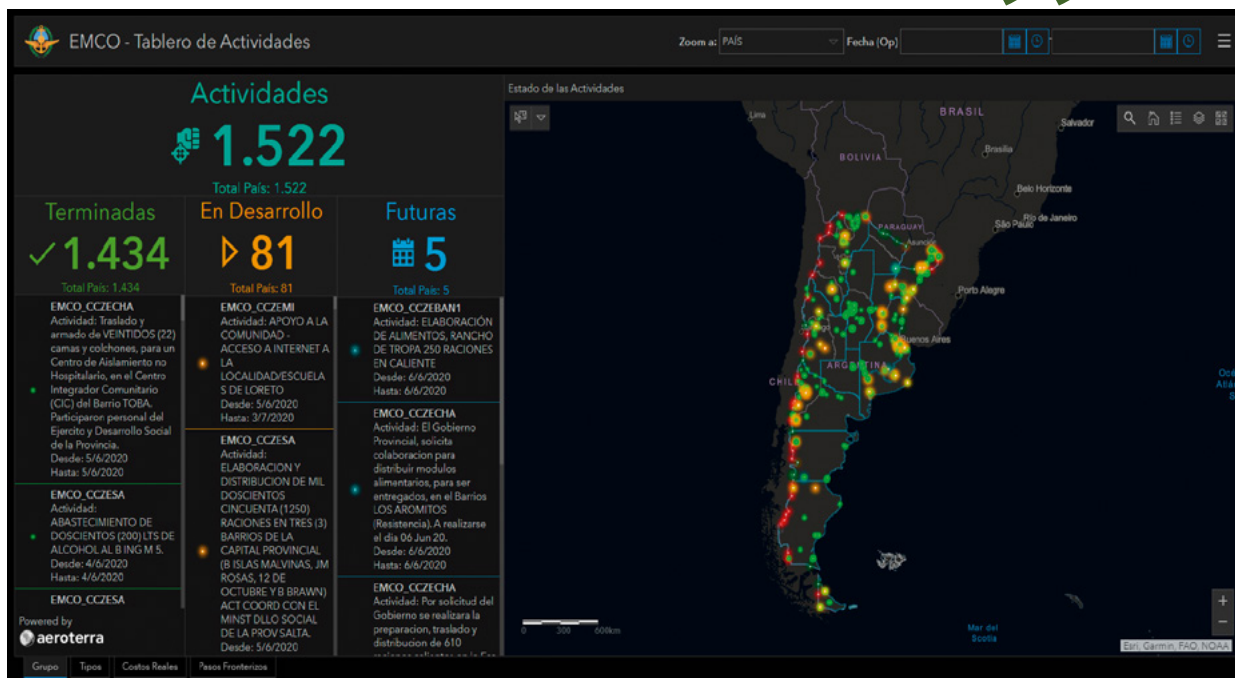 EMCO - Tablero de Actividades
Zoom a: PAÍS
Fecha (Op)
Actividades
1.522
Total País: 1.522
Terminadas
1.434
Total País: 1.434
EMCO_CCZECHA
Actividad: Traslado y
armado de VEINTIDOS (22)
camas y colchones, para un
Centro de Aislamiento no
Hospitalario, en el Centro
Integrador Comunitario
(CIC) del Barrio TOBA.
Participaron personal del
Ejercito y Desarrollo Social
de la Provincia.
Desde: 5/6/2020
Hasta: 5/6/2020
EMCO_CCZESA
Actividad:
ABASTECIMIENTO DE
DOSCIENTOS (200) LTS DE
ALCOHOL AL B ING M 5.
Desde: 4/6/2020
Hasta: 4/6/2020
EMCO_CCZESA
Powered by
aeroterra
En Desarrollo
81
Total País: 81
EMCO_CCZEMI
Actividad: APOYO A LA
COMUNIDAD -
ACCESO A INTERNET A
LA
LOCALIDAD/ESCUELA
S DE LORETO
Desde: 5/6/2020
Hasta: 3/7/2020
EMCO_CCZESA
Actividad:
ELABORACION Y
DISTRIBUCION DE MIL
DOSCIENTOS
CINCUENTA (1250)
RACIONES EN TRES (3)
BARRIOS DE LA
CAPITAL PROVINCIAL
(B ISLAS MALVINAS, JM
ROSAS, 12 DE
OCTUBRE Y B BRAWN)
ACT COORD CON EL
MINST DLLO SOCIAL
DE LA PROV SALTA.
Desde: 5/6/2020
Futuras
5
Total País: 5
EMCO_CCZEBAN1
Actividad: ELABORACIÓN
DE ALIMENTOS, RANCHO
DE TROPA 250 RACIONES
EN CALIENTE
Desde: 6/6/2020
Hasta: 6/6/2020
EMCO_CCZECHA
Actividad: El Gobierno
Provincial, solicita
colaboracion para
distribuir modulos
alimentarios, para ser
entregados, en el Barrios
LOS AROMITOS
(Resistencia). A realizarse
el dia 06 Jun 20.
Desde: 6/6/2020
Hasta: 6/6/2020
EMCO_CCZECHA
Actividad: Por solicitud del
Gobierno se realizara la
preparacion, traslado y
distribucion de 610
Estado de las Actividades
Lima
BRASIL
Salvador
Brasilia
BOLIVIA
Belo Horizonte
Río de Janeiro
São Paulo
PARAGUAY
Asunción
Porto Alegre
Buenos Aires
ARGENTINA
Océ
Atlá
S
Mar del
Scotia
0 300 600km
Esri, Garmin, FAO, NOAA
Grupo
Tipos
Costos Reales
Pasos Fronterizos